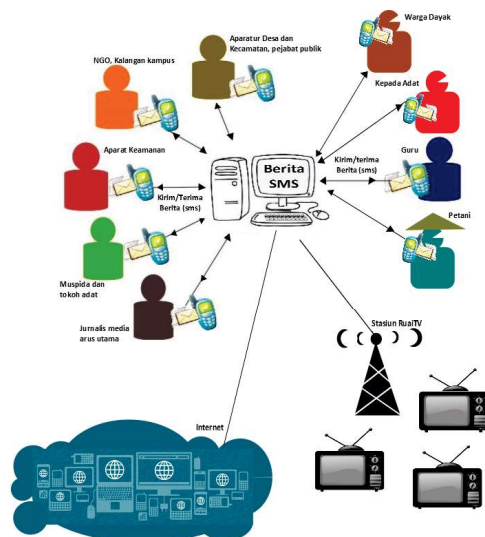 Aparatur Desa dan
Kecamatan, pejabat publik
Warga Dayak
NGO, Kalangan kampus
Kepada Adat
Aparat Keamanan
Berita
SMS
Kirim/Terima
Berita (sms)
Kirim/terima
Berita (sms)
Guru
Petani
Muspida dan
tokoh adat
Jurnalis media
arus utama
Stasiun RuaiTV
Internet